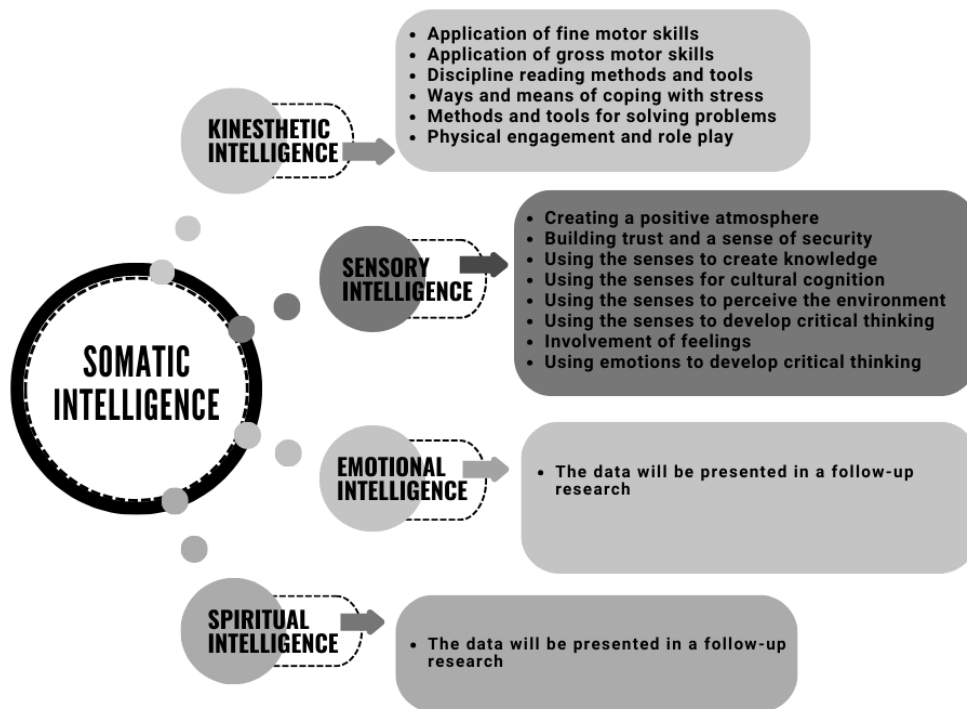 SOMATIC
INTELLIGENCE
KINESTHETIC
INTELLIGENCE
• Application of fine motor skills
• Application of gross motor skills
• Discipline reading methods and tools
• Ways and means of coping with stress
• Methods and tools for solving problems
• Physical engagement and role play
SENSORY
INTELLIGENCE
• Creating a positive atmosphere
• Building trust and a sense of security
• Using the senses to create knowledge
• Using the senses for cultural cognition
• Using the senses to perceive the environment
• Using the senses to develop critical thinking
• Involvement of feelings
• Using emotions to develop critical thinking
EMOTIONAL
INTELLIGENCE
• The data will be presented in a follow-up
research
SPIRITUAL
INTELLIGENCE
• The data will be presented in a follow-up
research